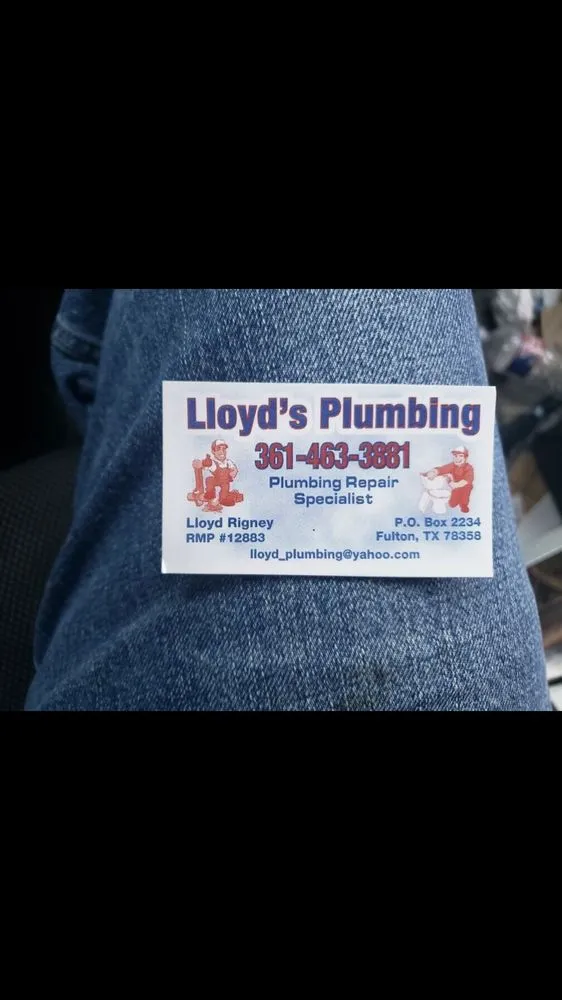 Lloyd's Plumbing
361-463-3881
Plumbing Repair
Specialist
Lloyd Rigney
RMP #12883
P.O. Box 2234
Fulton, TX 78358
lloyd_plumbing@yahoo.com